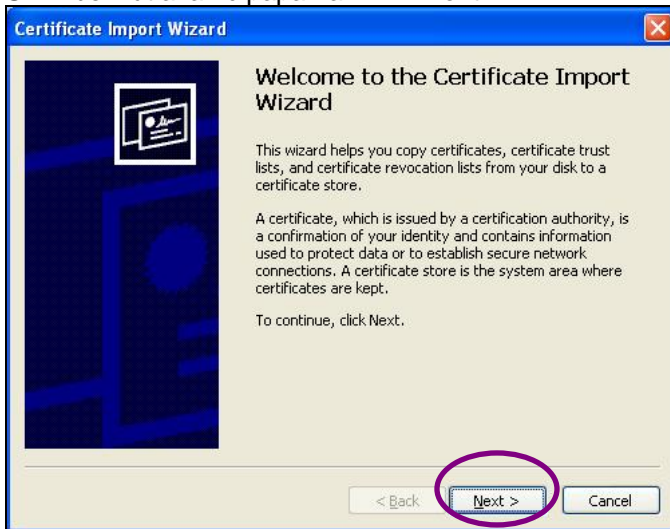 Certificate Import Wizard
Welcome to the Certificate Import
Wizard
This wizard helps you copy certificates, certificate trust
lists, and certificate revocation lists from your disk to a
certificate store.
A certificate, which is issued by a certification authority, is
a confirmation of your identity and contains information
used to protect data or to establish secure network
connections. A certificate store is the system area where
certificates are kept.
To continue, click Next.
< Back
Next >
Cancel